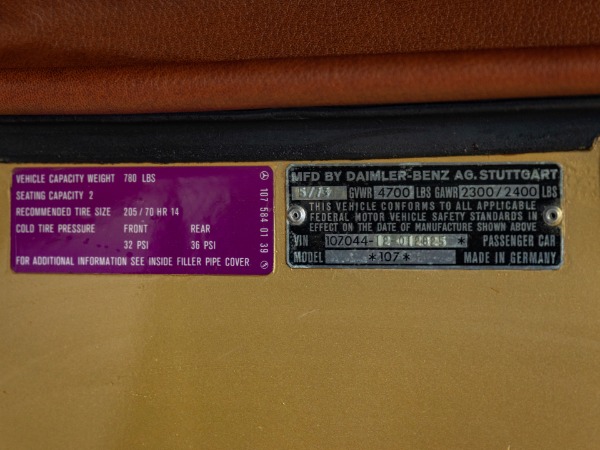 VEHICLE CAPACITY WEIGHT 780 LBS
SEATING CAPACITY 2
RECOMMENDED TIRE SIZE 205/70 HR 14
COLD TIRE PRESSURE FRONT REAR
32 PSI 36 PSI
FOR ADDITIONAL INFORMATION SEE INSIDE FILLER PIPE COVER
107 584 01 39
MFD BY DAIMLER-BENZ AG. STUTTGART
5/73 GVWR 4700 LBS GAWR 2300/2400 LBS
THIS VEHICLE CONFORMS TO ALL APPLICABLE
FEDERAL MOTOR VEHICLE SAFETY STANDARDS IN
EFFECT ON THE DATE OF MANUFACTURE SHOWN ABOVE
VIN 107044- * PASSENGER CAR
MODEL *107* MADE IN GERMANY